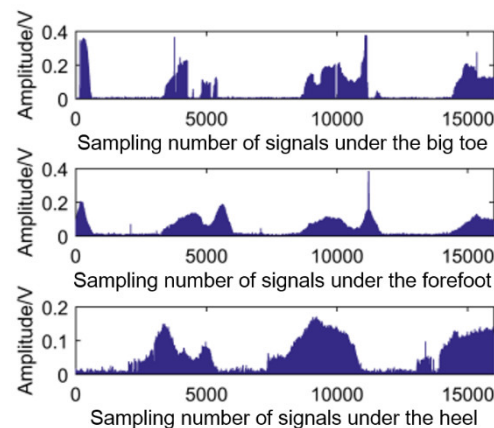 Amplitude/V
0.4
0.2
0
0 5000 10000 15000
Sampling number of signals under the big toe
Amplitude/V
0.4
0.2
0
0 5000 10000 15000
Sampling number of signals under the forefoot
Amplitude/V
0.2
0.1
0
0 5000 10000 15000
Sampling number of signals under the heel